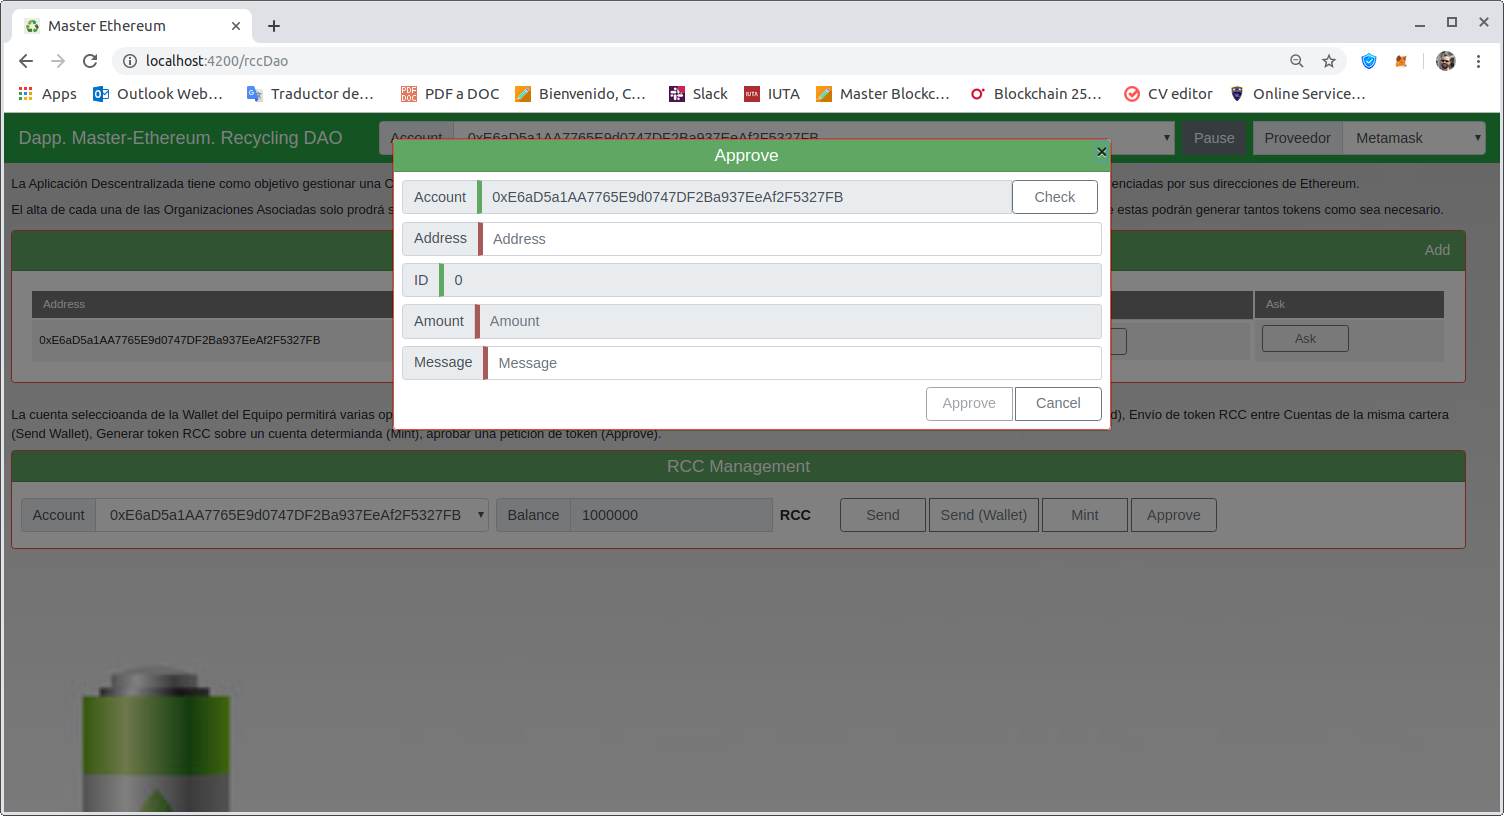 Master Ethereum
localhost:4200/rccDao
Apps Outlook Web... Traductor de... PDF a DOC Bienvenido, C... Slack IUTA Master Blockc... Blockchain 25... CV editor Online Service...
Dapp. Master-Ethereum. Recycling DAO Account 0xE6aD5a1AA7765E9d0747DF2Ba937EeAf2F5327FB Pause Proveedor Metamask
Approve
La Aplicación Descentralizada tiene como objetivo gestionar una enciadas por sus direcciones de Ethereum.
Account 0xE6aD5a1AA7765E9d0747DF2Ba937EeAf2F5327FB Check
El alta de cada una de las Organizaciones Asociadas solo prodrá estas podrán generar tantos tokens como sea necesario.
Address Address
Add
ID 0
Address Ask
Amount Amount
0xE6aD5a1AA7765E9d0747DF2Ba937EeAf2F5327FB Ask
Message Message
Approve Cancel
La cuenta seleccioanda de la Wallet del Equipo permitirá varias d), Envío de token RCC entre Cuentas de la misma cartera
(Send Wallet), Generar token RCC sobre un cuenta determianda (Mint), aprobar una petición de token (Approve).
RCC Management
Account 0xE6aD5a1AA7765E9d0747DF2Ba937EeAf2F5327FB Balance 1000000 RCC Send Send (Wallet) Mint Approve